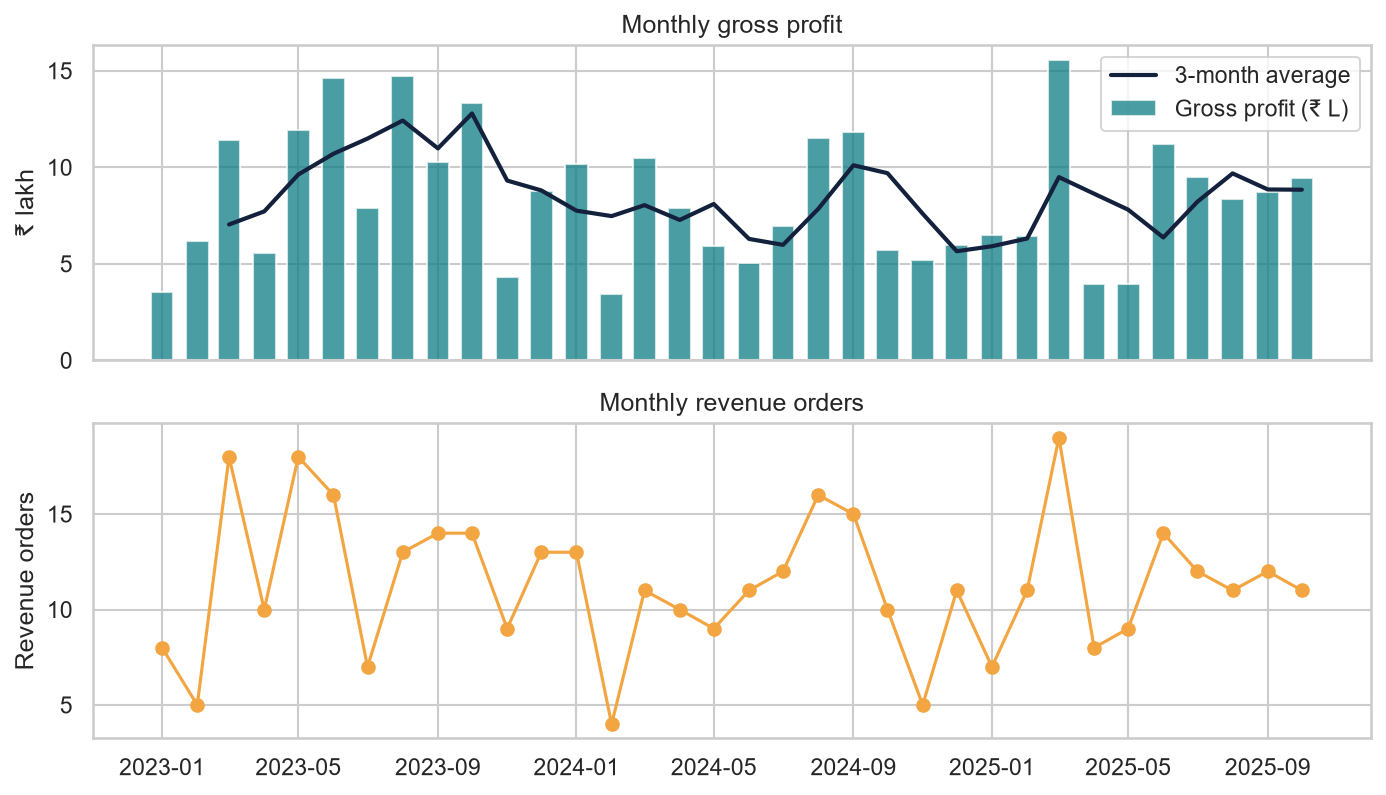 Monthly gross profit
₹ lakh
15
10
5
0
3-month average
Gross profit (₹ L)
Monthly revenue orders
Revenue orders
15
10
5
2023-01 2023-05 2023-09 2024-01 2024-05 2024-09 2025-01 2025-05 2025-09